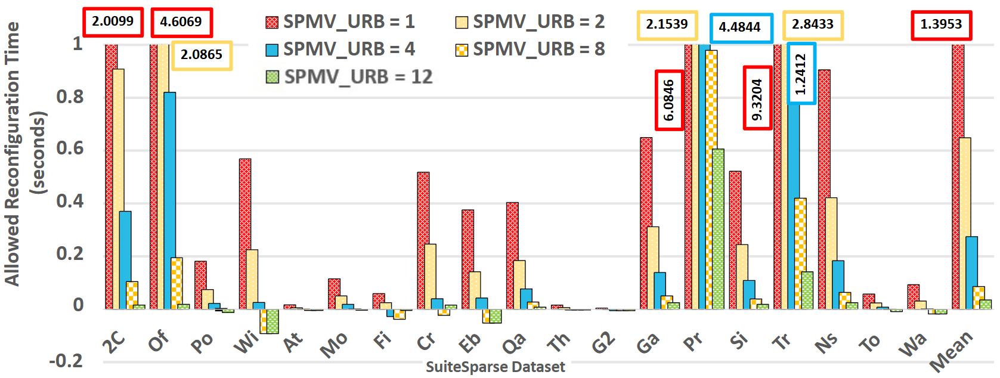 2.0099
4.6069
2.0865
SPMV_URB = 1
SPMV_URB = 2
SPMV_URB = 4
SPMV_URB = 8
SPMV_URB = 12
2.1539
4.4844
2.8433
1.3953
6.0846
9.3204
1.2412
Allowed Reconfiguration Time
(seconds)
1
0.8
0.6
0.4
0.2
0
-0.2
2C
Of
Po
Wi
At
Mo
Fi
Cr
Eb
Qa
Th
G2
Ga
Pr
Si
Tr
Ns
To
Wa
Mean
SuiteSparse Dataset